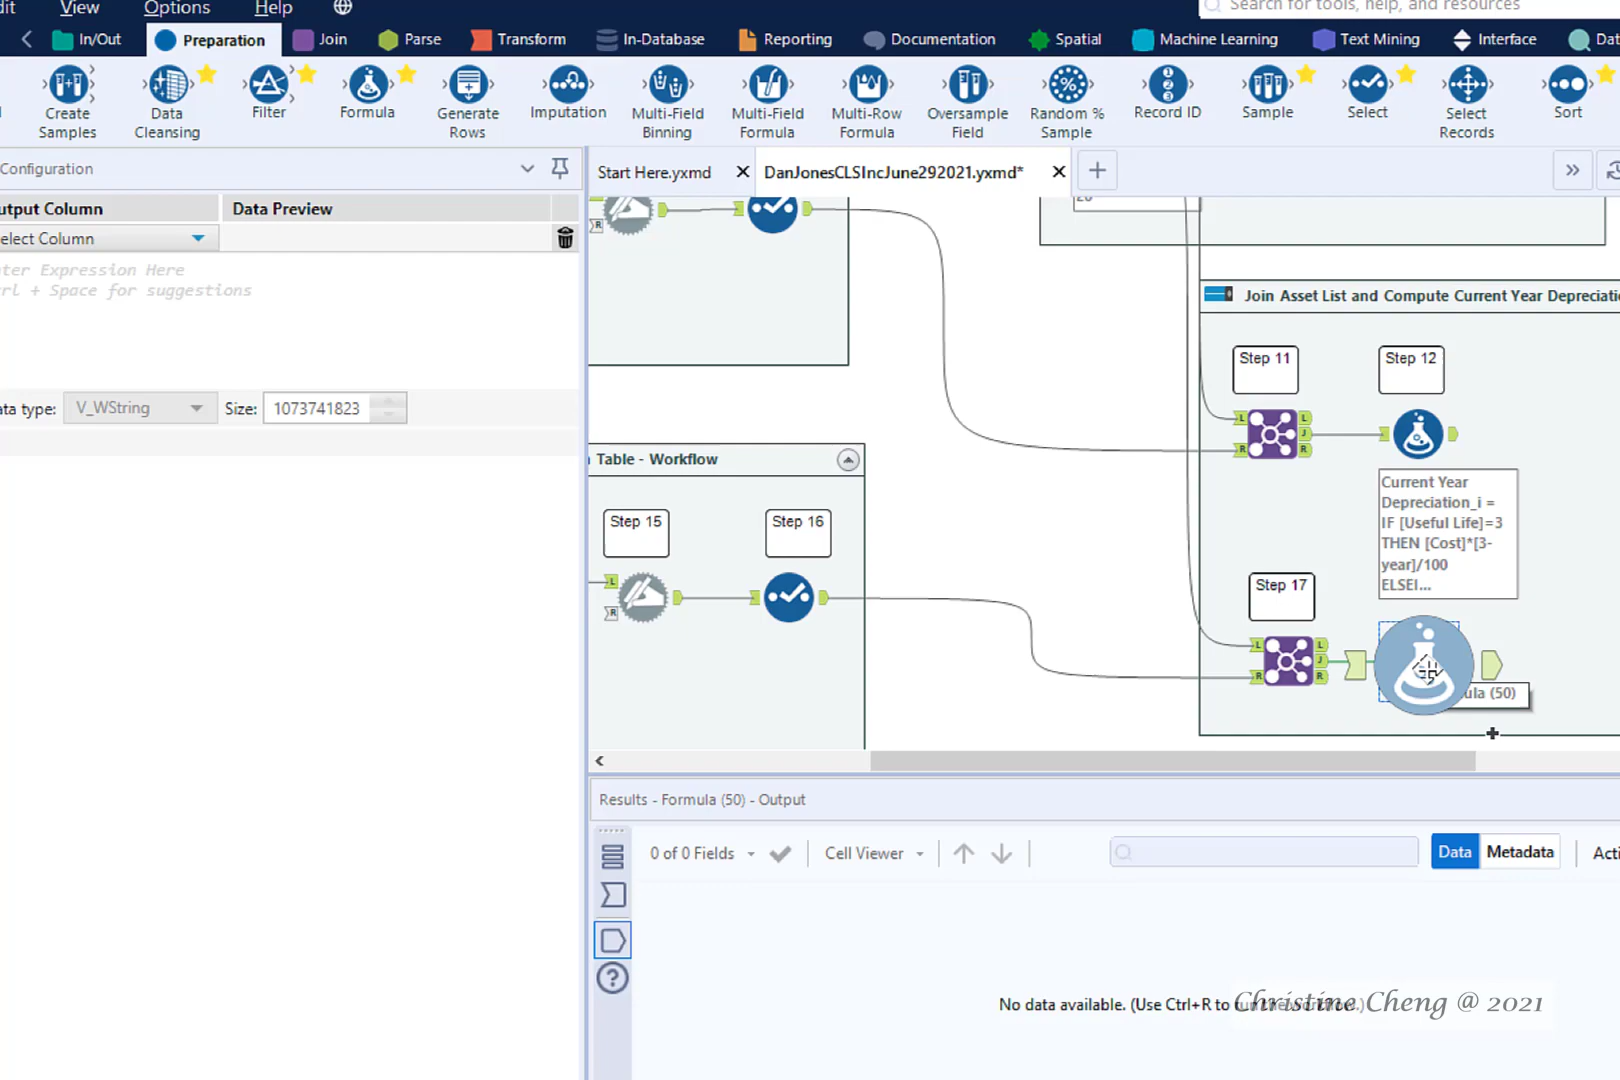 dit View Options Help Search for tools, help, and resources
In/Out Preparation Join Parse Transform In-Database Reporting Documentation Spatial Machine Learning Text Mining Interface Dat
Create Samples
Data Cleansing
Filter
Formula
Generate Rows
Imputation
Multi-Field Binning
Multi-Field Formula
Multi-Row Formula
Oversample Field
Random % Sample
Record ID
Sample
Select
Select Records
Sort
Configuration
Start Here.yxmd
DanJonesCLSIncJune292021.yxmd*
utput Column Data Preview
elect Column
ter Expression Here
rl + Space for suggestions
ata type: V_WString Size: 1073741823
R
Join Asset List and Compute Current Year Depreciatio
Step 11
Step 12
L L
J
R R
Current Year
Depreciation_i =
IF [Useful Life]=3
THEN [Cost]*[3-
year]/100
ELSEI...
Table - Workflow
Step 15
Step 16
L
R
Step 17
L L
J
R R
ula (50)
Results - Formula (50) - Output
0 of 0 Fields Cell Viewer Data Metadata Acti
No data available. (Use Ctrl+R to
Christine Cheng @ 2021